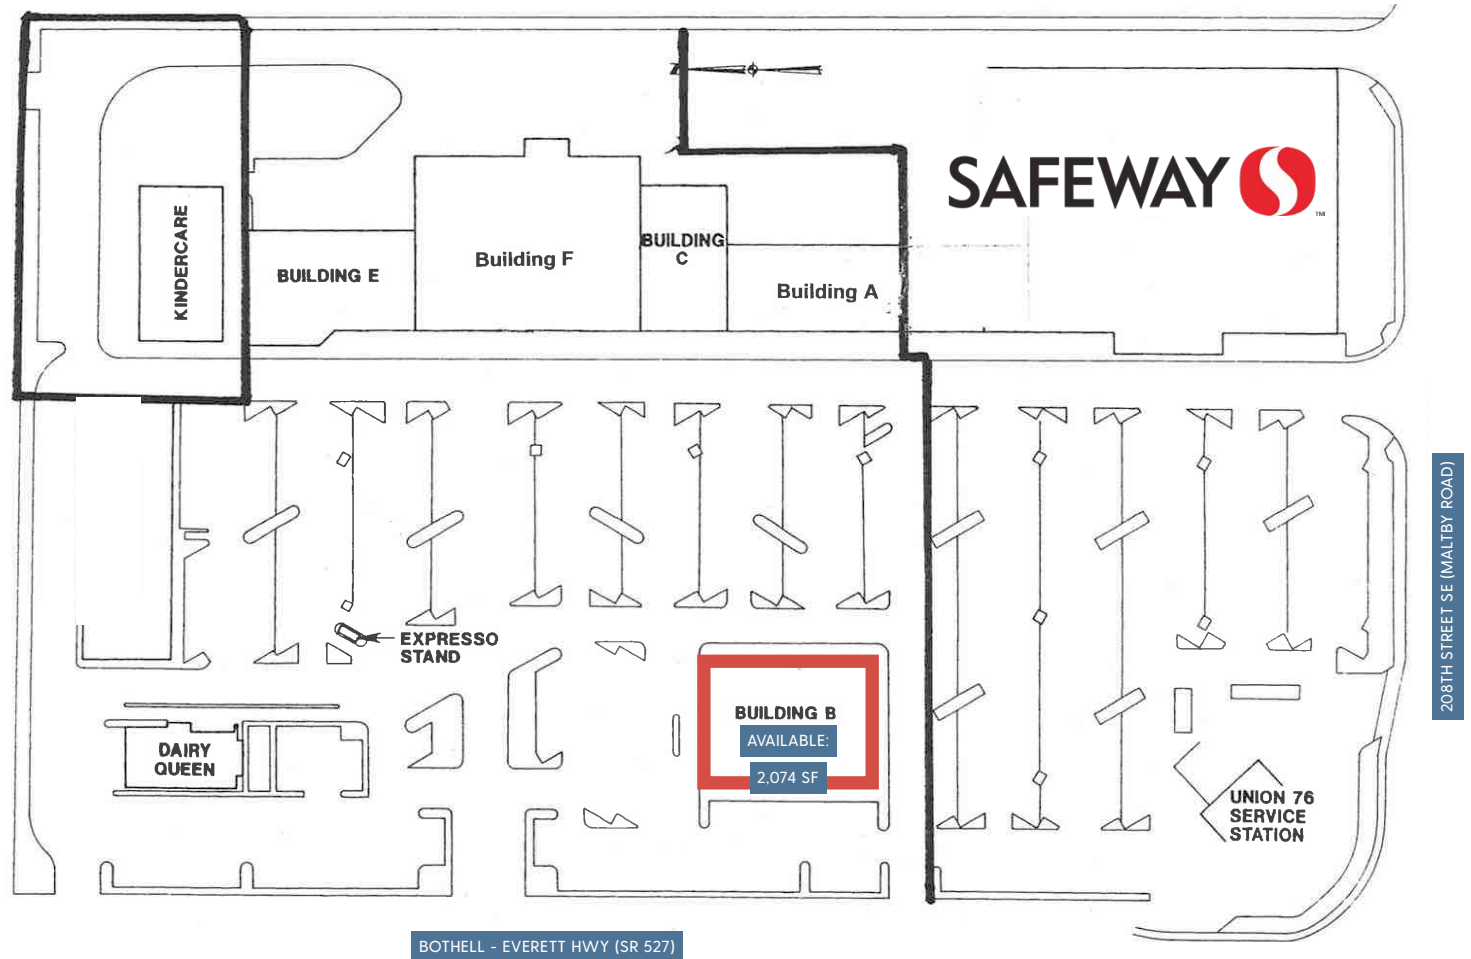 Z
SAFEWAY
TM
KINDERCARE
BUILDING E
Building F
BUILDING
C
Building A
EXPRESSO
STAND
208TH STREET SE (MALTBY ROAD)
BUILDING B
AVAILABLE:
2,074 SF
DAIRY
QUEEN
UNION 76
SERVICE
STATION
BOTHELL - EVERETT HWY (SR 527)